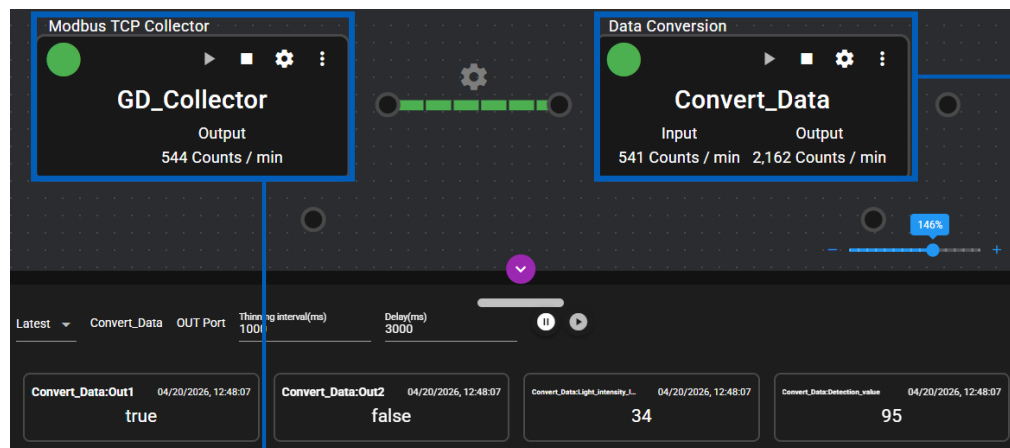 Modbus TCP Collector
GD_Collector
Output
544 Counts / min
Data Conversion
Convert_Data
Input Output
541 Counts / min 2,162 Counts / min
146%
Latest Convert_Data OUT Port Thinning interval(ms) 1000 Delay(ms) 3000
Convert_Data:Out1 04/20/2026, 12:48:07
true
Convert_Data:Out2 04/20/2026, 12:48:07
false
Convert_Data:Light_intensity_l... 04/20/2026, 12:48:07
34
Convert_Data:Detection_value 04/20/2026, 12:48:07
95